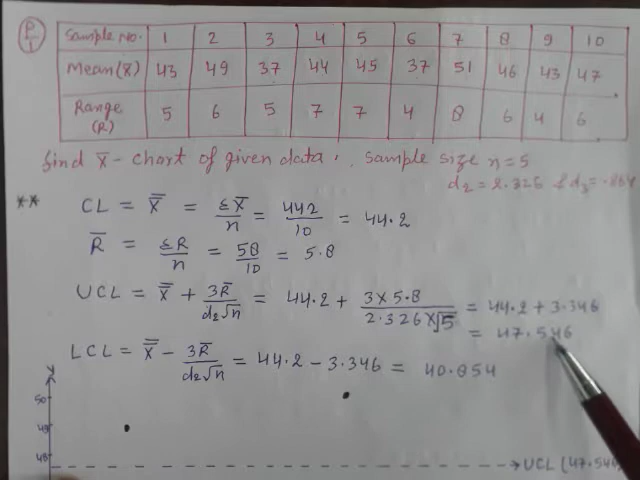 P/1
Sample No. 1 2 3 4 5 6 7 8 9 10
Mean (x̄) 43 49 37 44 45 37 51 46 43 47
Range (R) 5 6 5 7 7 4 8 6 4 6
find x̄ - chart of given data. sample size n = 5
d2 = 2.326 & d3 = .864
** CL = X̿ = ΣX̄/n = 442/10 = 44.2
R̄ = ΣR/n = 58/10 = 5.8
UCL = X̿ + 3R̄/d2√n = 44.2 + 3×5.8/2.326×√5 = 44.2 + 3.346
= 47.546
LCL = X̿ - 3R̄/d2√n = 44.2 - 3.346 = 40.854
50
49
48
UCL (47.546)